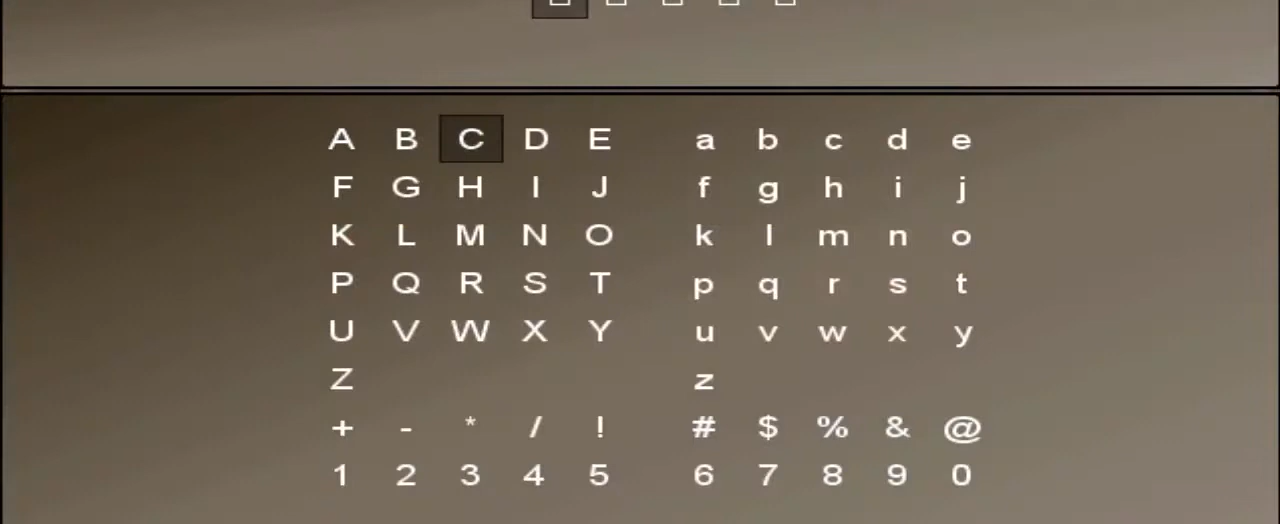 A B C D E a b c d e
F G H I J f g h i j
K L M N O k l m n o
P Q R S T p q r s t
U V W X Y u v w x y
Z z
+ - * / ! # $ % & @
1 2 3 4 5 6 7 8 9 0